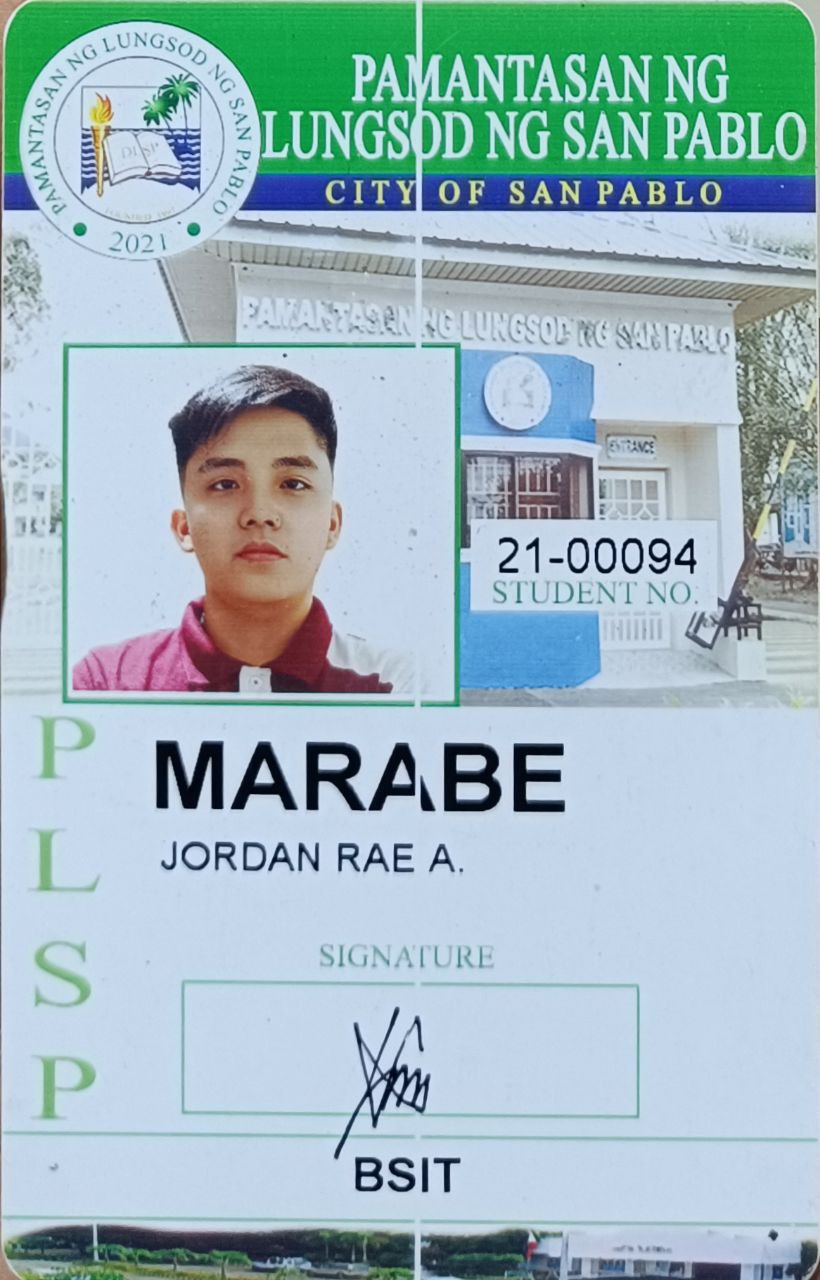 PAMANTASAN NG LUNGSOD NG SAN PABLO
2021
PAMANTASAN NG
LUNGSOD NG SAN PABLO
CITY OF SAN PABLO
PAMANTASAN NG LUNGSOD NG SAN PABLO
ENTRANCE
21-00094
STUDENT NO.
P
L
S
P
MARABE
JORDAN RAE A.
SIGNATURE
BSIT